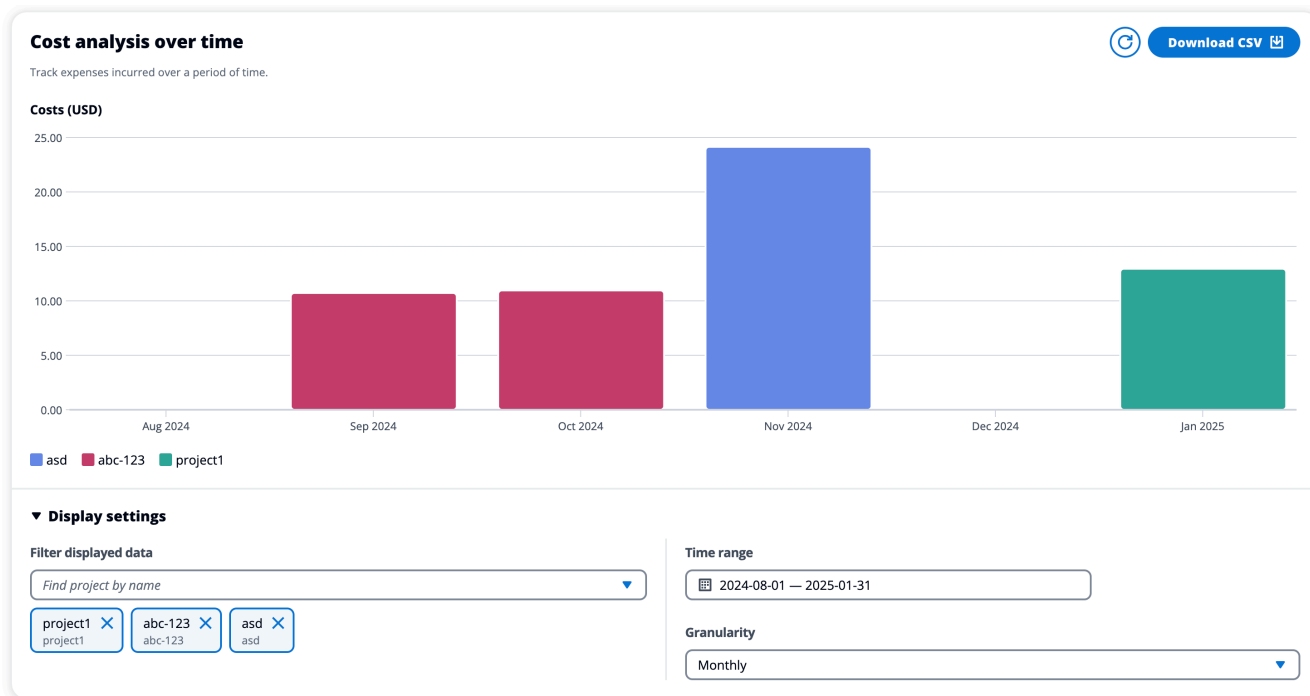 Cost analysis over time
Download CSV
Track expenses incurred over a period of time.
Costs (USD)
25.00
20.00
15.00
10.00
5.00
0.00
Aug 2024 Sep 2024 Oct 2024 Nov 2024 Dec 2024 Jan 2025
asd abc-123 project1
Display settings
Filter displayed data
Find project by name
project1 abc-123 asd
project1 abc-123 asd
Time range
2024-08-01 — 2025-01-31
Granularity
Monthly